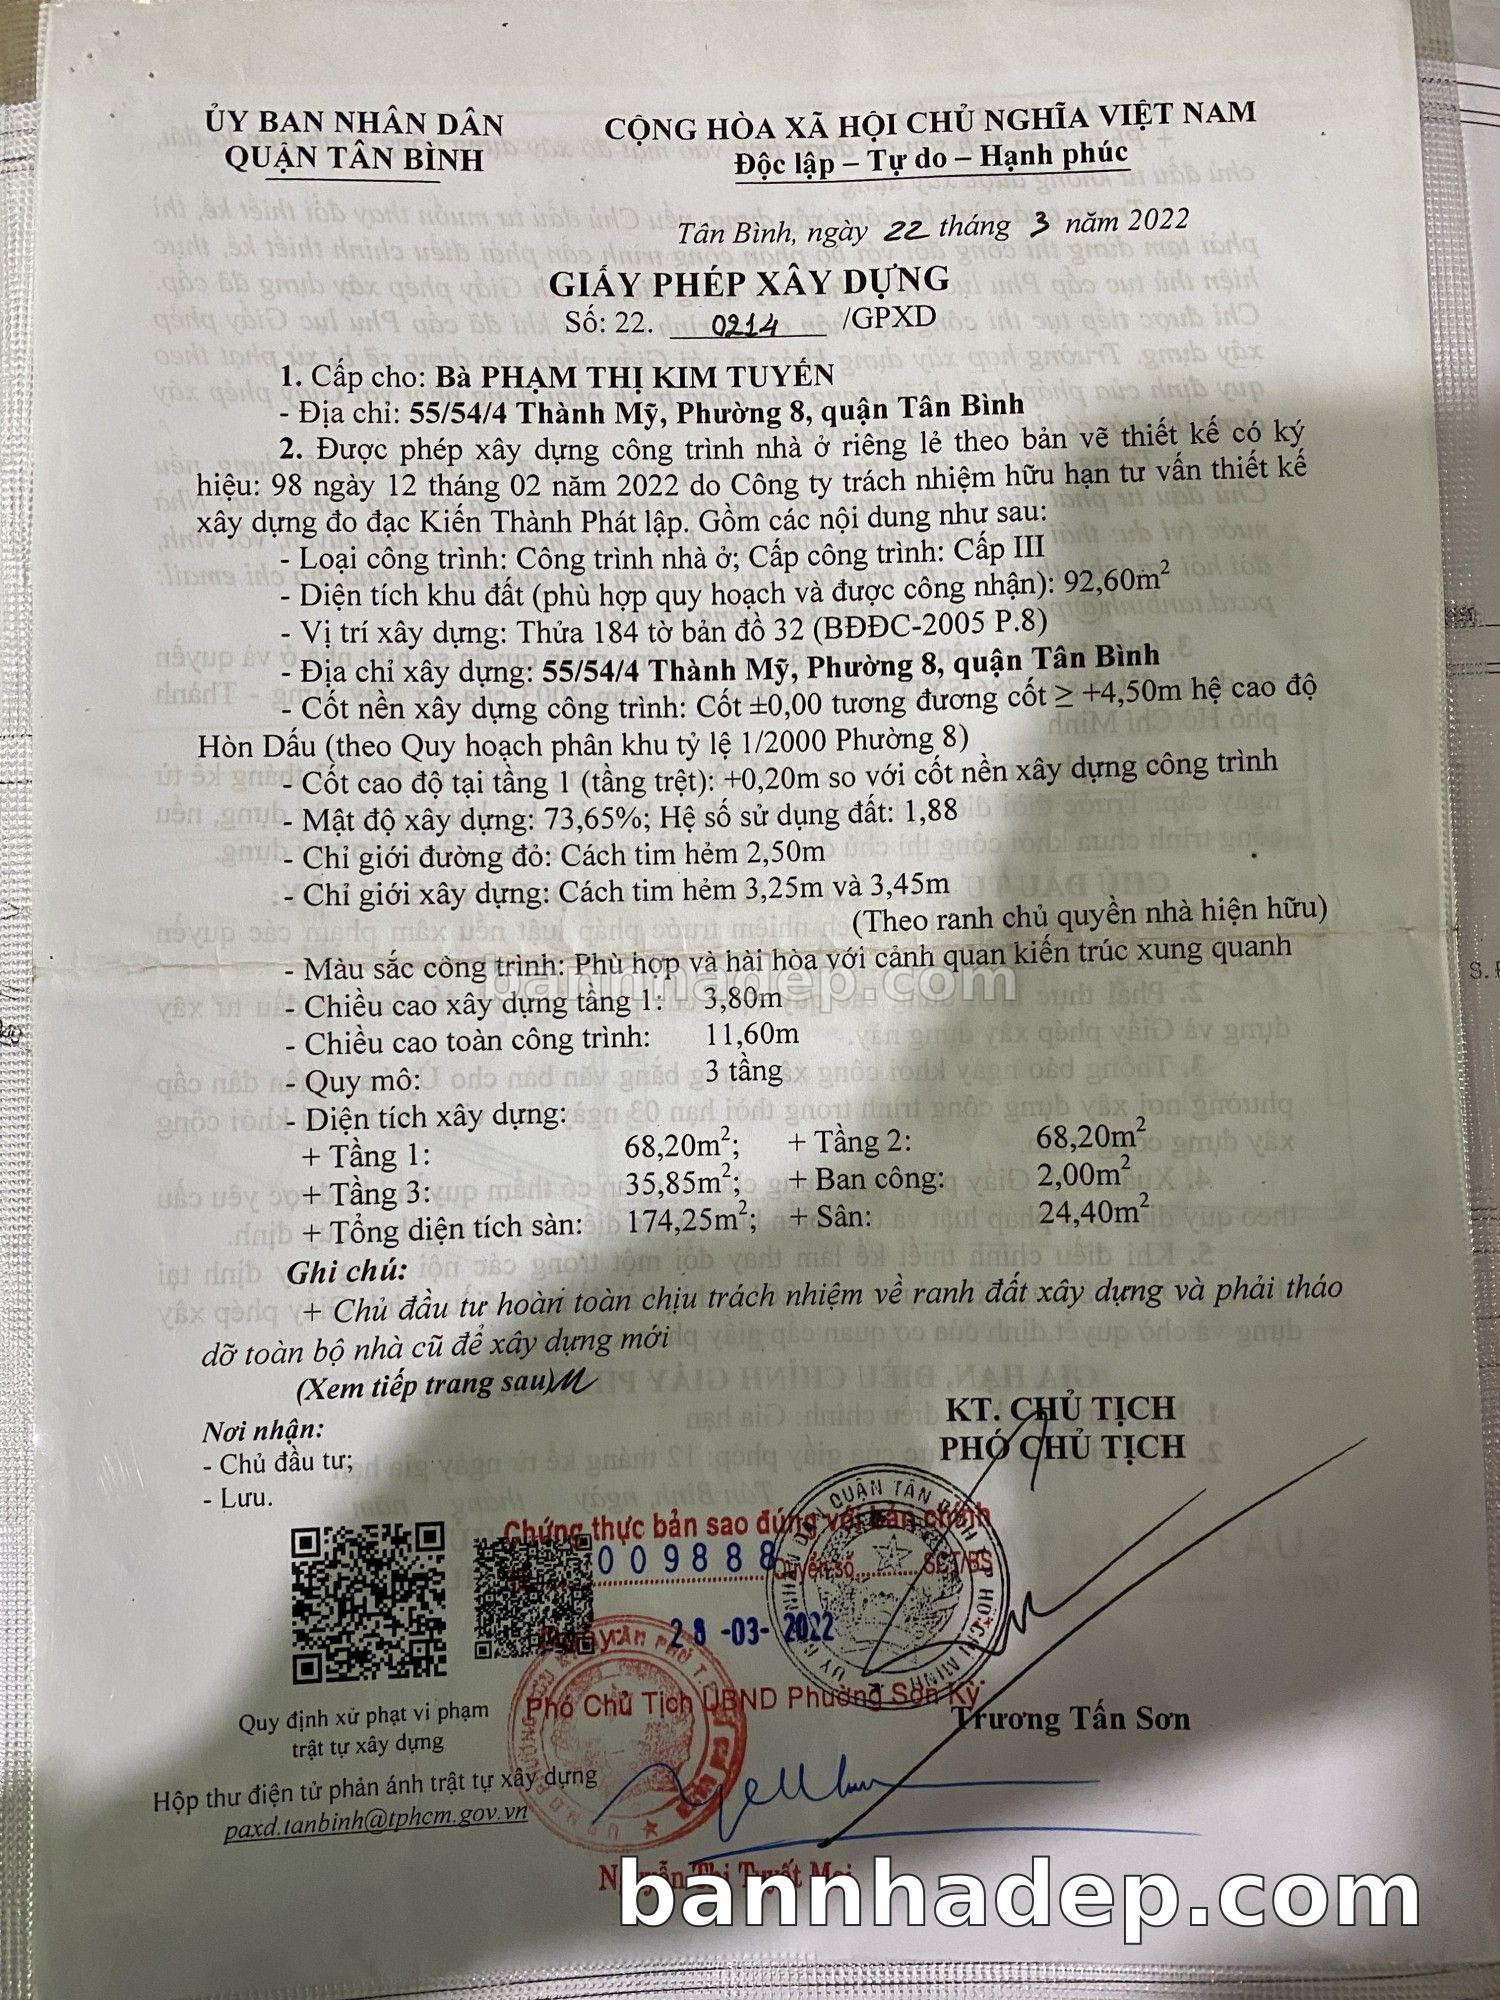 ỦY BAN NHÂN DÂN
QUẬN TÂN BÌNH
CỘNG HÒA XÃ HỘI CHỦ NGHĨA VIỆT NAM
Độc lập – Tự do – Hạnh phúc
Tân Bình, ngày 22 tháng 3 năm 2022
GIẤY PHÉP XÂY DỰNG
Số: 22. 0214 /GPXD
1. Cấp cho: Bà PHẠM THỊ KIM TUYẾN
- Địa chỉ: 55/54/4 Thành Mỹ, Phường 8, quận Tân Bình
2. Được phép xây dựng công trình nhà ở riêng lẻ theo bản vẽ thiết kế có ký
hiệu: 98 ngày 12 tháng 02 năm 2022 do Công ty trách nhiệm hữu hạn tư vấn thiết kế
xây dựng đo đạc Kiến Thành Phát lập. Gồm các nội dung như sau:
- Loại công trình: Công trình nhà ở; Cấp công trình: Cấp III
- Diện tích khu đất (phù hợp quy hoạch và được công nhận): 92,60m²
- Vị trí xây dựng: Thửa 184 tờ bản đồ 32 (BĐĐC-2005 P.8)
- Địa chỉ xây dựng: 55/54/4 Thành Mỹ, Phường 8, quận Tân Bình
- Cốt nền xây dựng công trình: Cốt ±0,00 tương đương cốt ≥ +4,50m hệ cao độ
Hòn Dấu (theo Quy hoạch phân khu tỷ lệ 1/2000 Phường 8)
- Cốt cao độ tại tầng 1 (tầng trệt): +0,20m so với cốt nền xây dựng công trình
- Mật độ xây dựng: 73,65%; Hệ số sử dụng đất: 1,88
- Chỉ giới đường đỏ: Cách tim hẻm 2,50m
- Chỉ giới xây dựng: Cách tim hẻm 3,25m và 3,45m
(Theo ranh chủ quyền nhà hiện hữu)
- Màu sắc công trình: Phù hợp và hài hòa với cảnh quan kiến trúc xung quanh
bannhadep.com
- Chiều cao xây dựng tầng 1: 3,80m
- Chiều cao toàn công trình: 11,60m
- Quy mô: 3 tầng
- Diện tích xây dựng:
+ Tầng 1: 68,20m²; + Tầng 2: 68,20m²
+ Tầng 3: 35,85m²; + Ban công: 2,00m²
+ Tổng diện tích sàn: 174,25m²; + Sân: 24,40m²
Ghi chú:
+ Chủ đầu tư hoàn toàn chịu trách nhiệm về ranh đất xây dựng và phải tháo
dỡ toàn bộ nhà cũ để xây dựng mới
(Xem tiếp trang sau)
Nơi nhận:
- Chủ đầu tư;
- Lưu.
KT. CHỦ TỊCH
PHÓ CHỦ TỊCH
Chứng thực bản sao đúng với bản chính
009888 Quyển số............SCT/BS
Ngày 28 -03- 2022
Phó Chủ Tịch UBND Phường Sơn Kỳ
Trương Tấn Sơn
Quy định xử phạt vi phạm
trật tự xây dựng
Hộp thư điện tử phản ánh trật tự xây dựng
paxd.tanbinh@tphcm.gov.vn
Nguyễn Thị Tuyết Mai
bannhadep.com